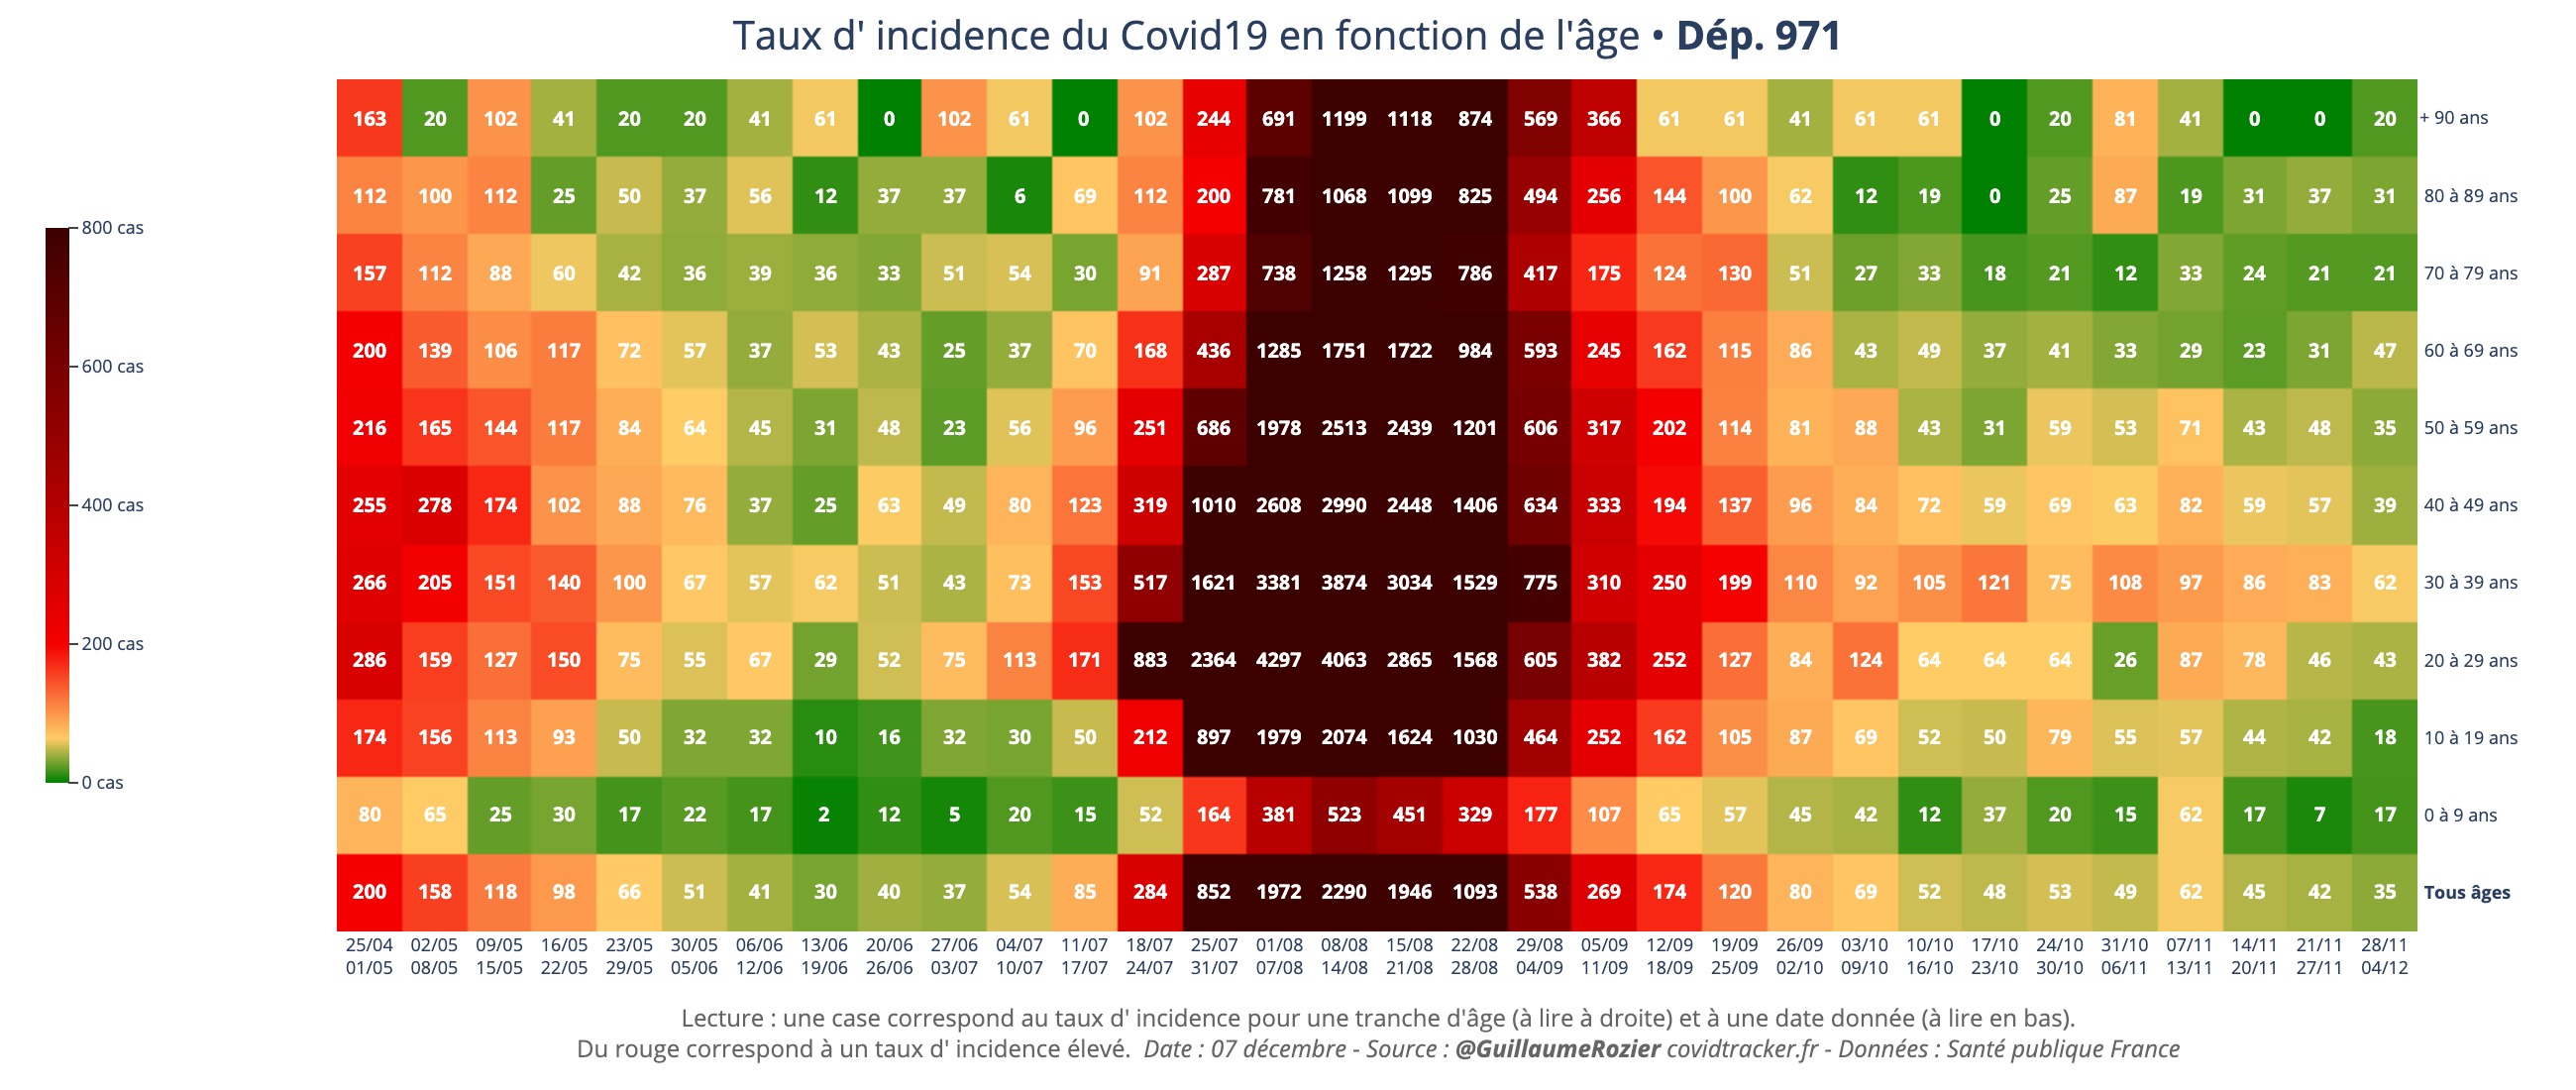 Taux d' incidence du Covid19 en fonction de l'âge • Dép. 971
800 cas
600 cas
400 cas
200 cas
0 cas
163 20 102 41 20 20 41 61 0 102 61 0 102 244 691 1199 1118 874 569 366 61 61 41 61 61 0 20 81 41 0 0 20 + 90 ans
112 100 112 25 50 37 56 12 37 37 6 69 112 200 781 1068 1099 825 494 256 144 100 62 12 19 0 25 87 19 31 37 31 80 à 89 ans
157 112 88 60 42 36 39 36 33 51 54 30 91 287 738 1258 1295 786 417 175 124 130 51 27 33 18 21 12 33 24 21 21 70 à 79 ans
200 139 106 117 72 57 37 53 43 25 37 70 168 436 1285 1751 1722 984 593 245 162 115 86 43 49 37 41 33 29 23 31 47 60 à 69 ans
216 165 144 117 84 64 45 31 48 23 56 96 251 686 1978 2513 2439 1201 606 317 202 114 81 88 43 31 59 53 71 43 48 35 50 à 59 ans
255 278 174 102 88 76 37 25 63 49 80 123 319 1010 2608 2990 2448 1406 634 333 194 137 96 84 72 59 69 63 82 59 57 39 40 à 49 ans
266 205 151 140 100 67 57 62 51 43 73 153 517 1621 3381 3874 3034 1529 775 310 250 199 110 92 105 121 75 108 97 86 83 62 30 à 39 ans
286 159 127 150 75 55 67 29 52 75 113 171 883 2364 4297 4063 2865 1568 605 382 252 127 84 124 64 64 64 26 87 78 46 43 20 à 29 ans
174 156 113 93 50 32 32 10 16 32 30 50 212 897 1979 2074 1624 1030 464 252 162 105 87 69 52 50 79 55 57 44 42 18 10 à 19 ans
80 65 25 30 17 22 17 2 12 5 20 15 52 164 381 523 451 329 177 107 65 57 45 42 12 37 20 15 62 17 7 17 0 à 9 ans
200 158 118 98 66 51 41 30 40 37 54 85 284 852 1972 2290 1946 1093 538 269 174 120 80 69 52 48 53 49 62 45 42 35 Tous âges
25/04 02/05 09/05 16/05 23/05 30/05 06/06 13/06 20/06 27/06 04/07 11/07 18/07 25/07 01/08 08/08 15/08 22/08 29/08 05/09 12/09 19/09 26/09 03/10 10/10 17/10 24/10 31/10 07/11 14/11 21/11 28/11
01/05 08/05 15/05 22/05 29/05 05/06 12/06 19/06 26/06 03/07 10/07 17/07 24/07 31/07 07/08 14/08 21/08 28/08 04/09 11/09 18/09 25/09 02/10 09/10 16/10 23/10 30/10 06/11 13/11 20/11 27/11 04/12
Lecture : une case correspond au taux d' incidence pour une tranche d'âge (à lire à droite) et à une date donnée (à lire en bas).
Du rouge correspond à un taux d' incidence élevé. Date : 07 décembre - Source : @GuillaumeRozier covidtracker.fr - Données : Santé publique France